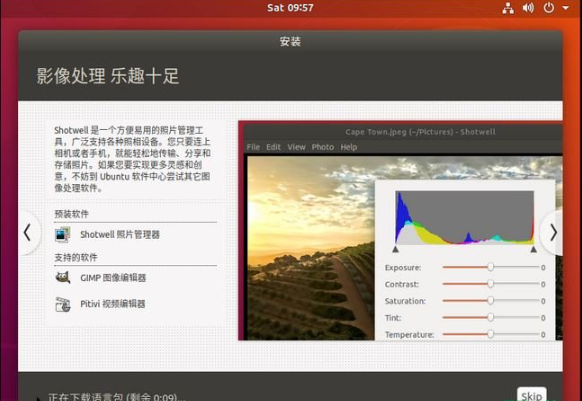 Sat 09:57
安装
影像处理 乐趣十足
Shotwell 是一个方便易用的照片管理工
具，广泛支持各种照相设备。您只要连上
相机或者手机，就能轻松地传输、分享和
存储照片。如果您要实现更多灵感和创
意，不妨到 Ubuntu 软件中心尝试其它图
像处理软件。
预装软件
Shotwell 照片管理器
支持的软件
GIMP 图像编辑器
Pitivi 视频编辑器
Cape Town.jpeg (~/Pictures) - Shotwell
File Edit View Photo Help
Exposure: 0
Contrast: 0
Saturation: 0
Tint: 0
Temperature: 0
正在下载语言包 (剩余 0:09)...
Skip